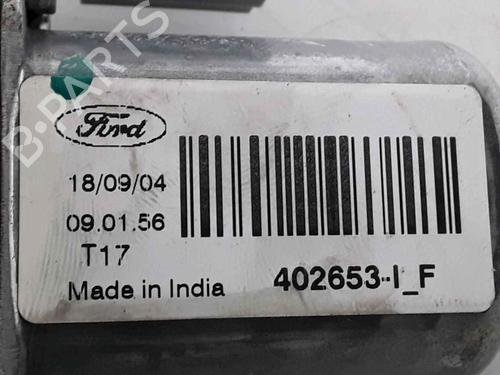 B-PARTS
Ford
18/09/04
09.01.56
T17
Made in India
402653-I_F